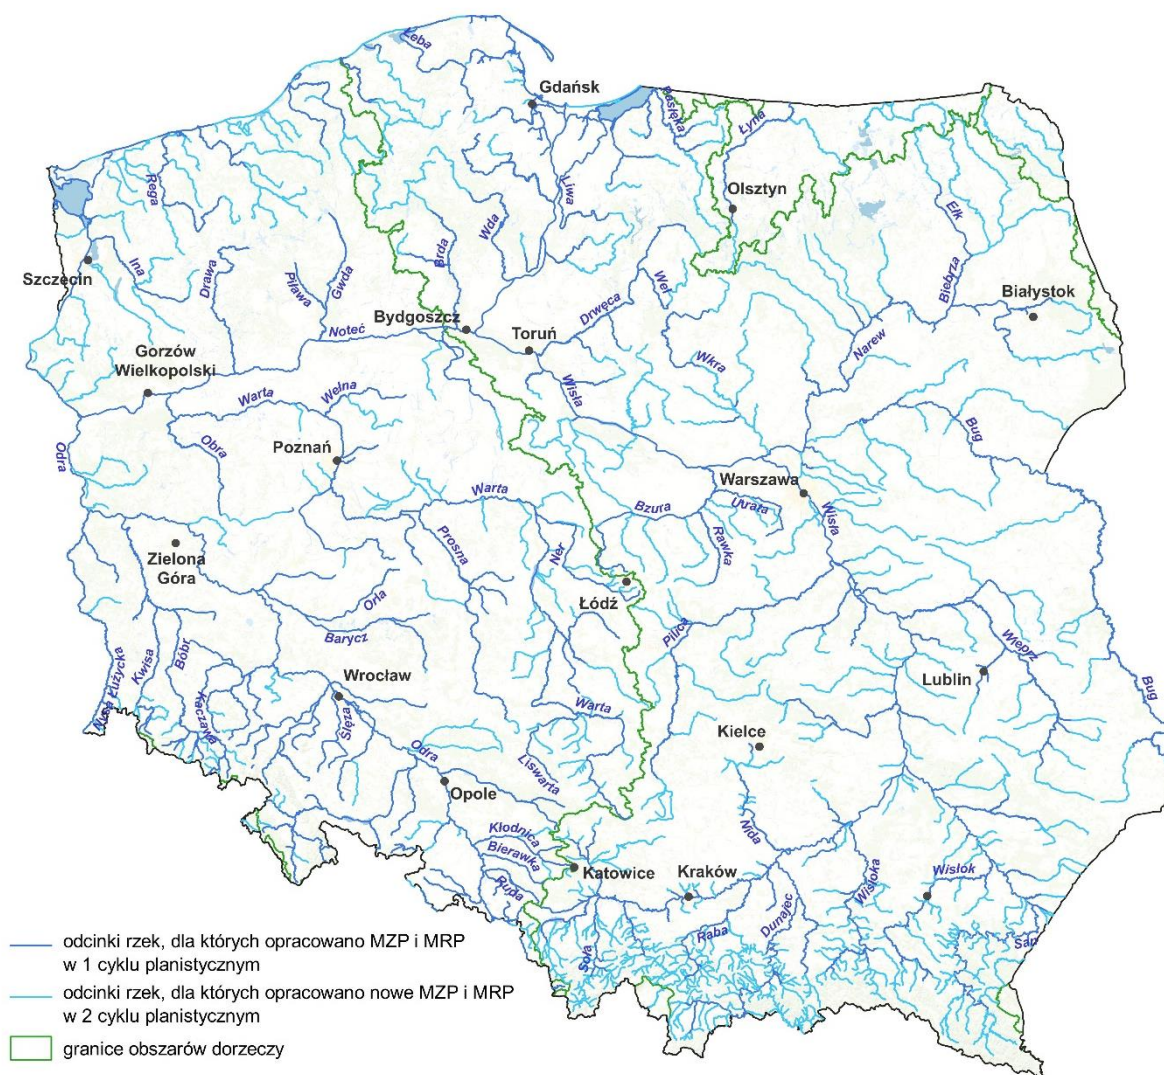 Łeba
Gdańsk
Pasłęka
Łyna
Olsztyn
Liwa
Rega
Wda
Ełk
Szczecin
Ina
Drawa
Piława
Gwda
Brda
Wel
Drwęca
Biebrza
Białystok
Bydgoszcz
Noteć
Toruń
Narew
Gorzów
Wielkopolski
Wkra
Wisła
Warta
Wełna
Bug
Odra
Obra
Poznań
Warszawa
Warta
Bzura
Utrata
Wisła
Rawka
Zielona
Góra
Prosna
Ner
Łódź
Orla
Barycz
Pilica
Wieprz
Nysa Łużycka
Kwisa
Bóbr
Kaczawa
Wrocław
Ślęza
Warta
Lublin
Bug
Kielce
Odra
Liswarta
Opole
Kłodnica
Bierawka
Nida
Katowice
Kraków
Ruda
Wisłoka
Wisłok
Soła
Raba
Dunajec
San
odcinki rzek, dla których opracowano MZP i MRP
w 1 cyklu planistycznym
odcinki rzek, dla których opracowano nowe MZP i MRP
w 2 cyklu planistycznym
granice obszarów dorzeczy